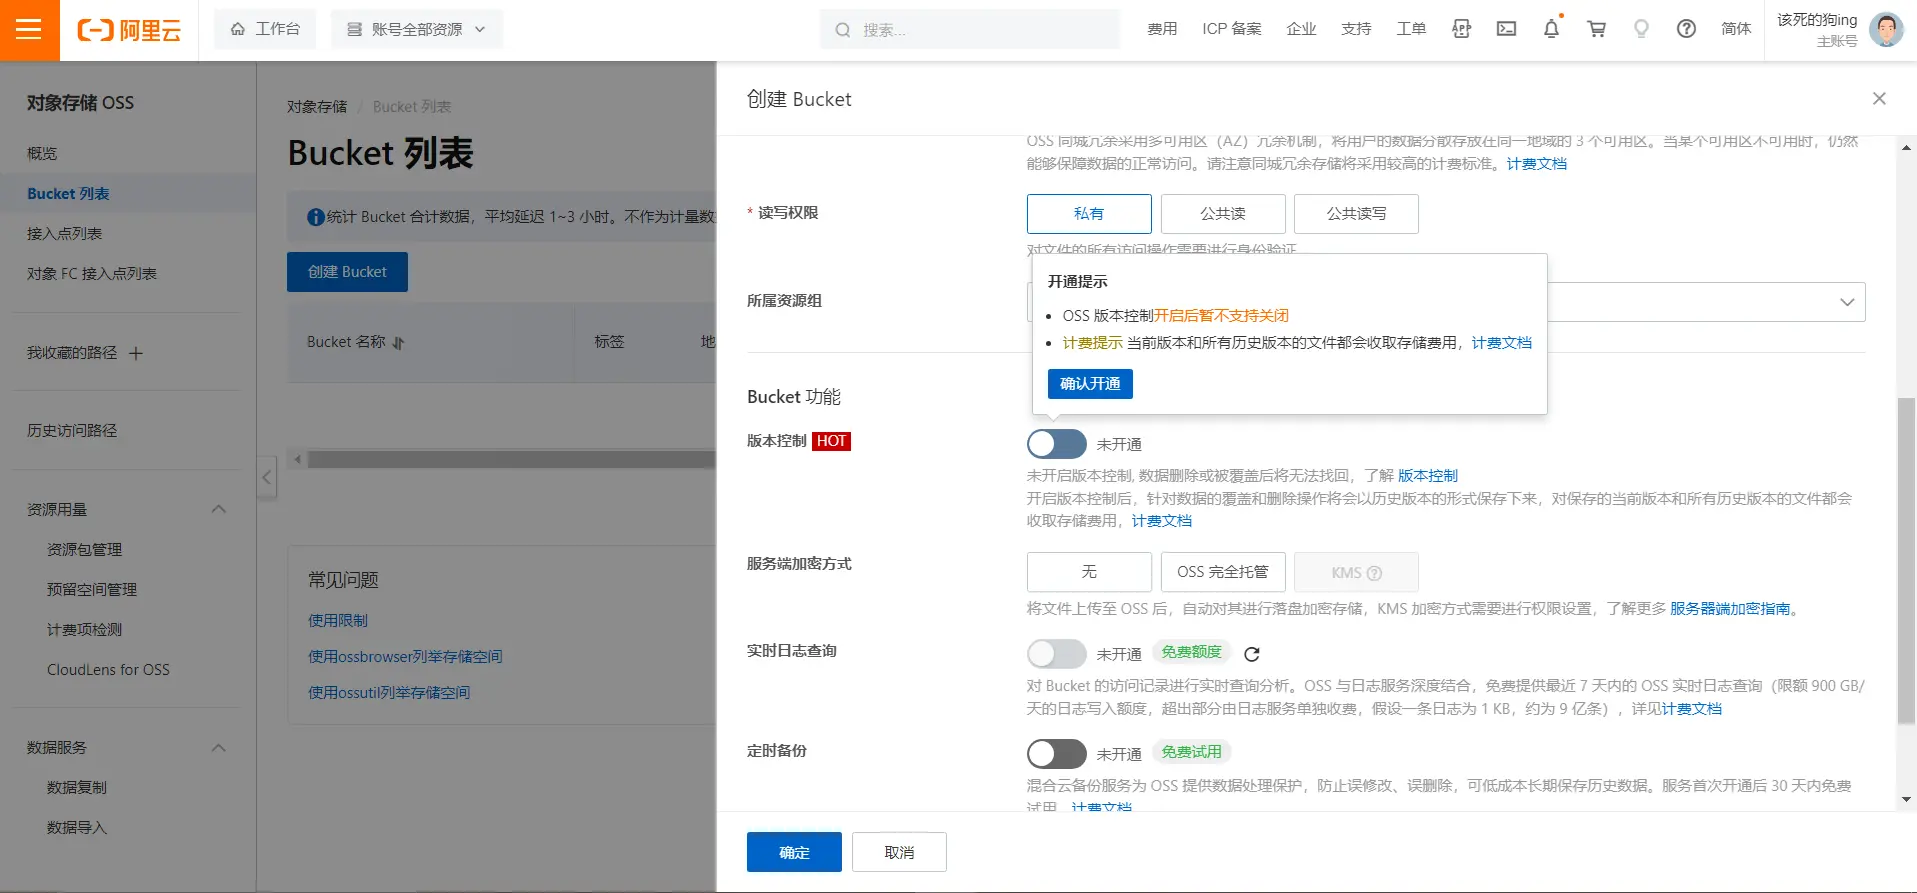 阿里云
工作台
账号全部资源
搜索...
费用
ICP 备案
企业
支持
工单
APP
简体
该死的狗ing
主账号
对象存储 OSS
概览
Bucket 列表
接入点列表
对象 FC 接入点列表
我收藏的路径
历史访问路径
资源用量
资源包管理
预留空间管理
计费项检测
CloudLens for OSS
数据服务
数据复制
数据导入
对象存储 / Bucket 列表
Bucket 列表
统计 Bucket 合计数据，平均延迟 1~3 小时。不作为计量数
创建 Bucket
Bucket 名称
标签
地
常见问题
使用限制
使用ossbrowser列举存储空间
使用ossutil列举存储空间
创建 Bucket
OSS 同城冗余采用多可用区（AZ）冗余机制，将用户的数据分散存放在同一地域的 3 个可用区。当某个可用区不可用时，仍然
能够保障数据的正常访问。请注意同城冗余存储将采用较高的计费标准。计费文档
* 读写权限
私有
公共读
公共读写
对文件的所有访问操作需要进行身份验证
所属资源组
开通提示
OSS 版本控制开启后暂不支持关闭
计费提示 当前版本和所有历史版本的文件都会收取存储费用，计费文档
确认开通
Bucket 功能
版本控制 HOT
未开通
未开启版本控制, 数据删除或被覆盖后将无法找回，了解 版本控制
开启版本控制后，针对数据的覆盖和删除操作将会以历史版本的形式保存下来，对保存的当前版本和所有历史版本的文件都会
收取存储费用，计费文档
服务端加密方式
无
OSS 完全托管
KMS
将文件上传至 OSS 后，自动对其进行落盘加密存储，KMS 加密方式需要进行权限设置，了解更多 服务器端加密指南。
实时日志查询
未开通
免费额度
对 Bucket 的访问记录进行实时查询分析。OSS 与日志服务深度结合，免费提供最近 7 天内的 OSS 实时日志查询（限额 900 GB/
天的日志写入额度，超出部分由日志服务单独收费，假设一条日志为 1 KB，约为 9 亿条），详见计费文档
定时备份
未开通
免费试用
混合云备份服务为 OSS 提供数据处理保护，防止误修改、误删除，可低成本长期保存历史数据。服务首次开通后 30 天内免费
试用。计费文档
确定
取消